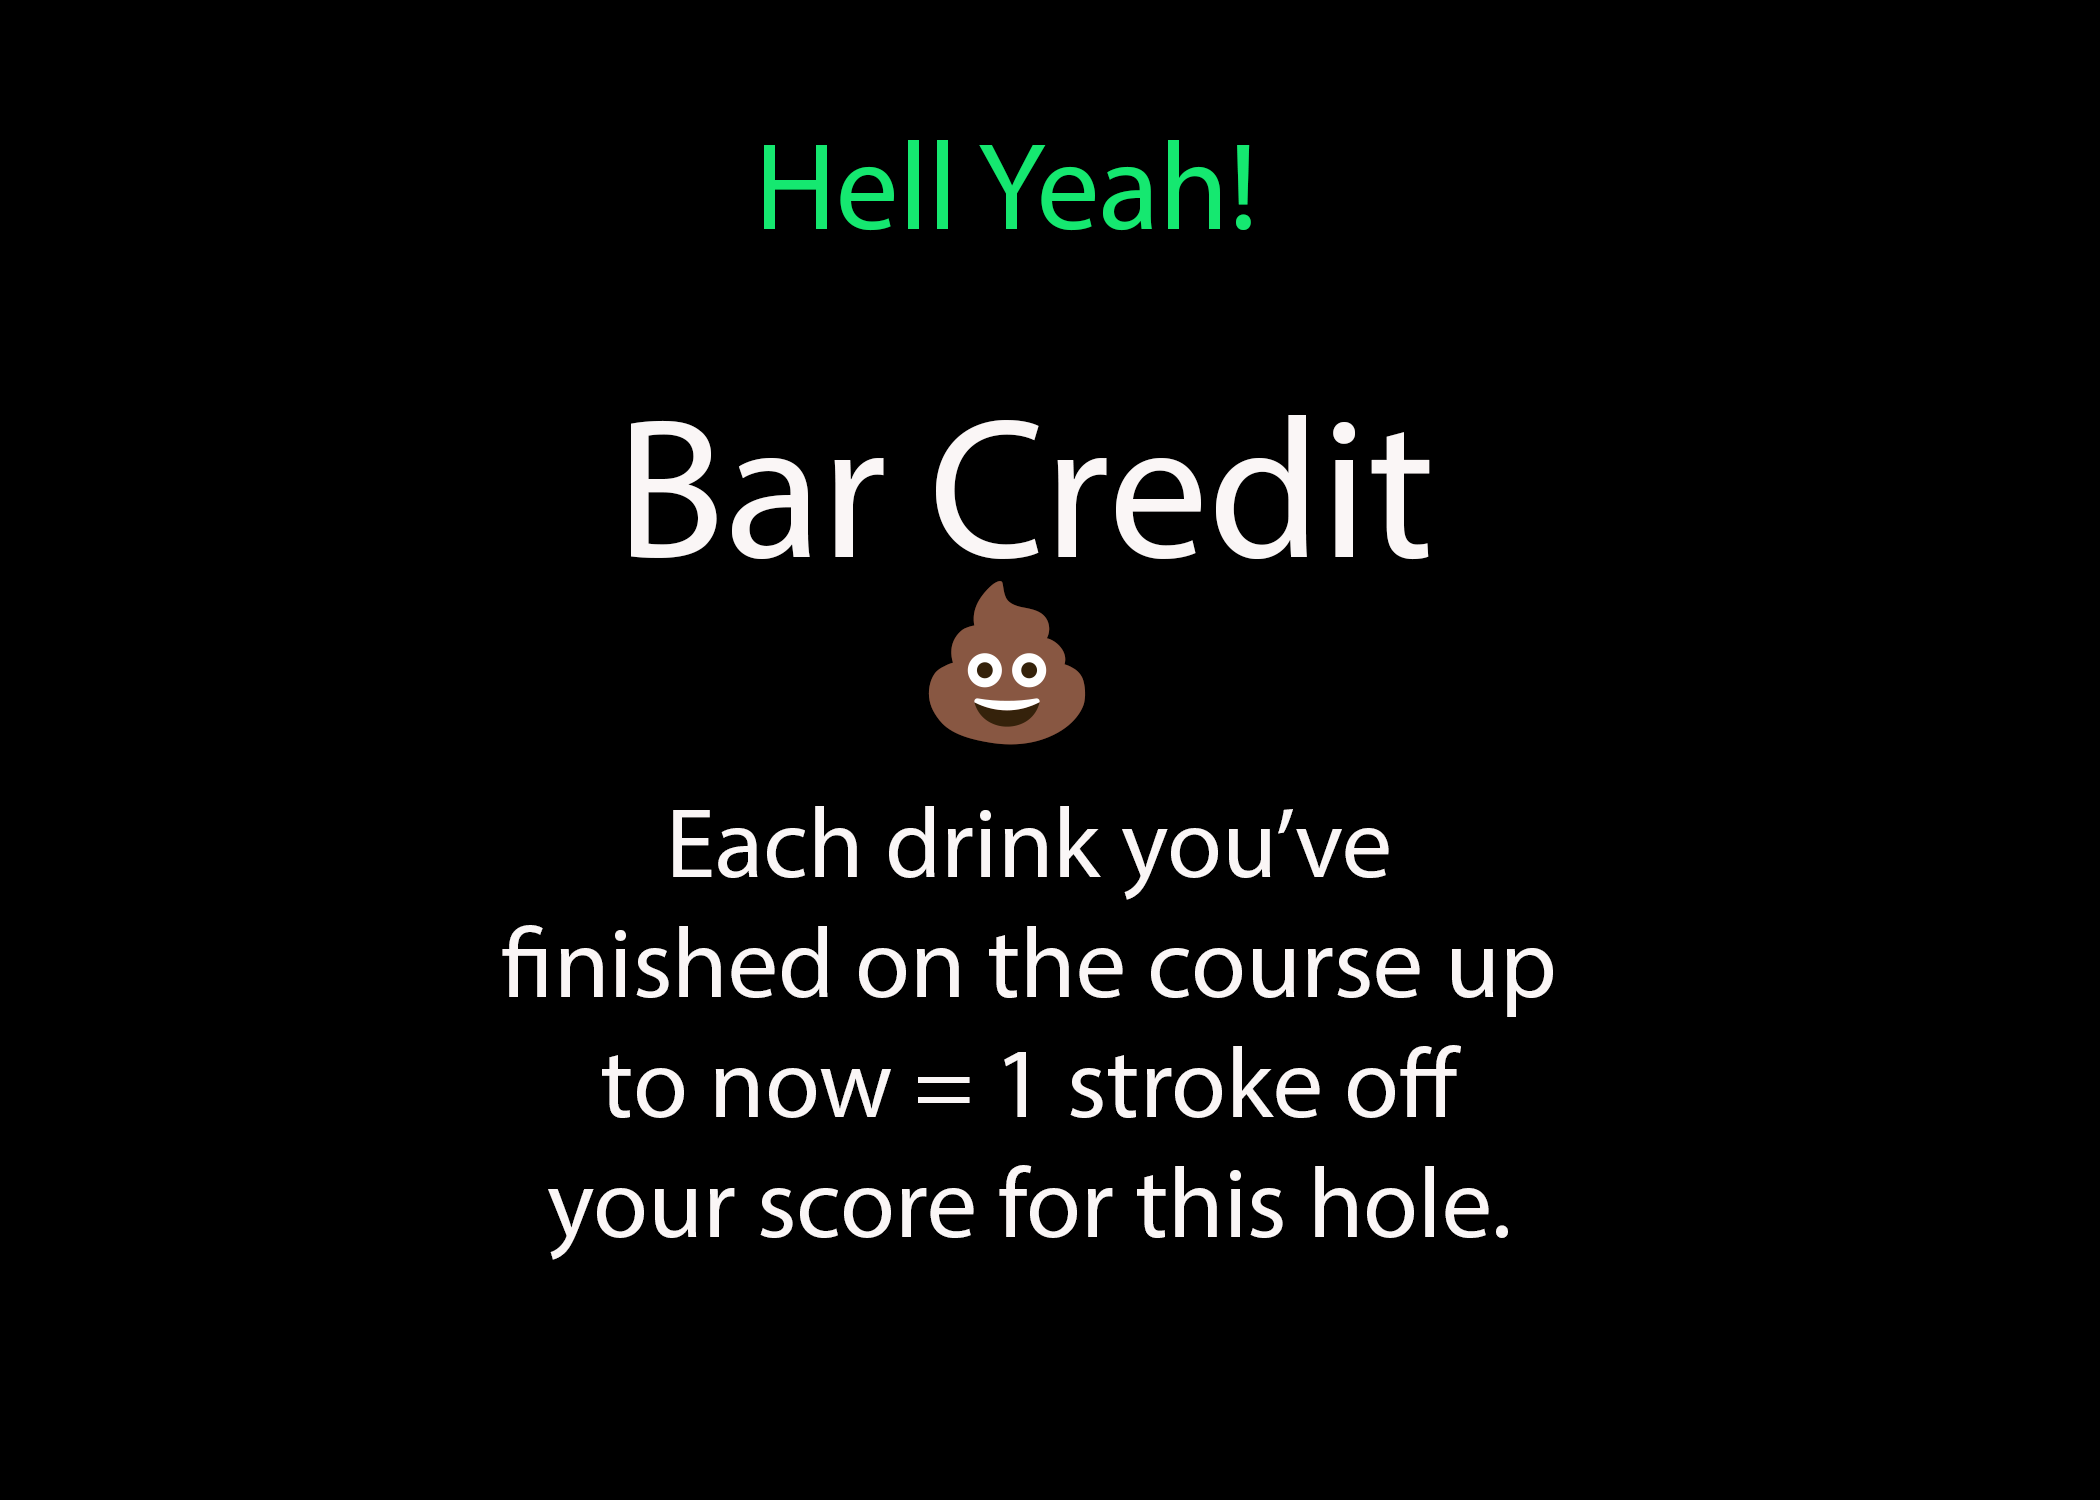 Hell Yeah!
Bar Credit
Each drink you’ve
finished on the course up
to now = 1 stroke off
your score for this hole.